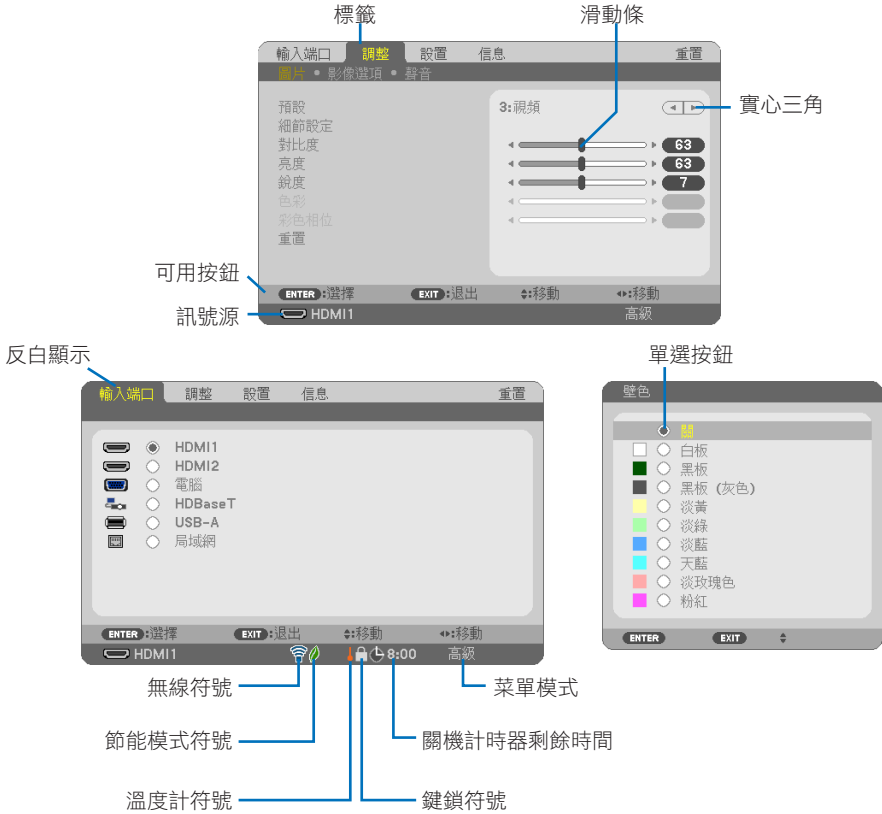 標籤
滑動條
輸入端口 調整 設置 信息 重置
圖片 • 影像選項 • 聲音
預設
3:視頻
實心三角
細節設定
對比度
63
亮度
63
銳度
7
色彩
彩色相位
重置
可用按鈕
ENTER:選擇 EXIT:退出 :移動 :移動
訊號源
HDMI1 高級
反白顯示
單選按鈕
輸入端口 調整 設置 信息 重置
HDMI1
HDMI2
電腦
HDBaseT
USB-A
局域網
ENTER:選擇 EXIT:退出 :移動 :移動
HDMI1 8:00 高級
壁色
關
白板
黑板
黑板 (灰色)
淡黃
淡綠
淡藍
天藍
淡玫瑰色
粉紅
ENTER EXIT
無線符號
菜單模式
節能模式符號
關機計時器剩餘時間
溫度計符號
鍵鎖符號